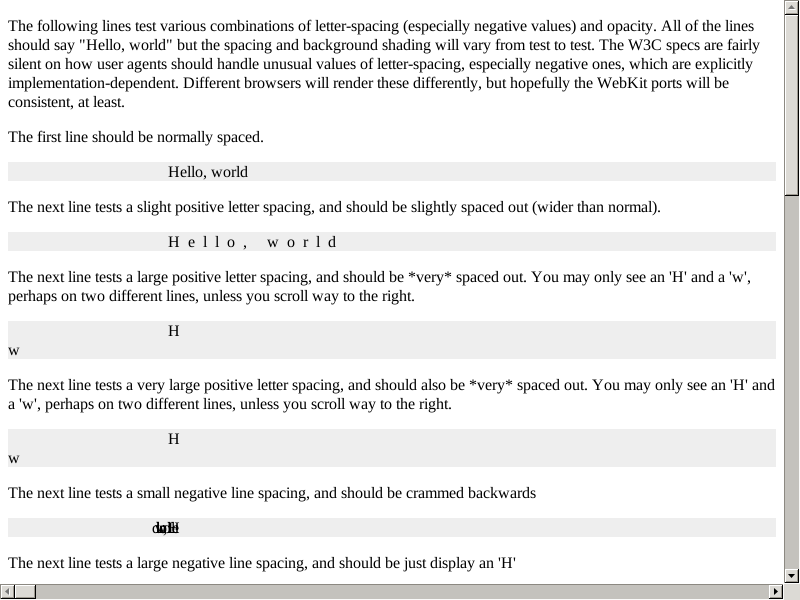 The following lines test various combinations of letter-spacing (especially negative values) and opacity. All of the lines
should say "Hello, world" but the spacing and background shading will vary from test to test. The W3C specs are fairly
silent on how user agents should handle unusual values of letter-spacing, especially negative ones, which are explicitly
implementation-dependent. Different browsers will render these differently, but hopefully the WebKit ports will be
consistent, at least.
The first line should be normally spaced.
Hello, world
The next line tests a slight positive letter spacing, and should be slightly spaced out (wider than normal).
H e l l o ,  w o r l d
The next line tests a large positive letter spacing, and should be *very* spaced out. You may only see an 'H' and a 'w',
perhaps on two different lines, unless you scroll way to the right.
H
w
The next line tests a very large positive letter spacing, and should also be *very* spaced out. You may only see an 'H' and
a 'w', perhaps on two different lines, unless you scroll way to the right.
H
w
The next line tests a small negative line spacing, and should be crammed backwards
The next line tests a large negative line spacing, and should be just display an 'H'